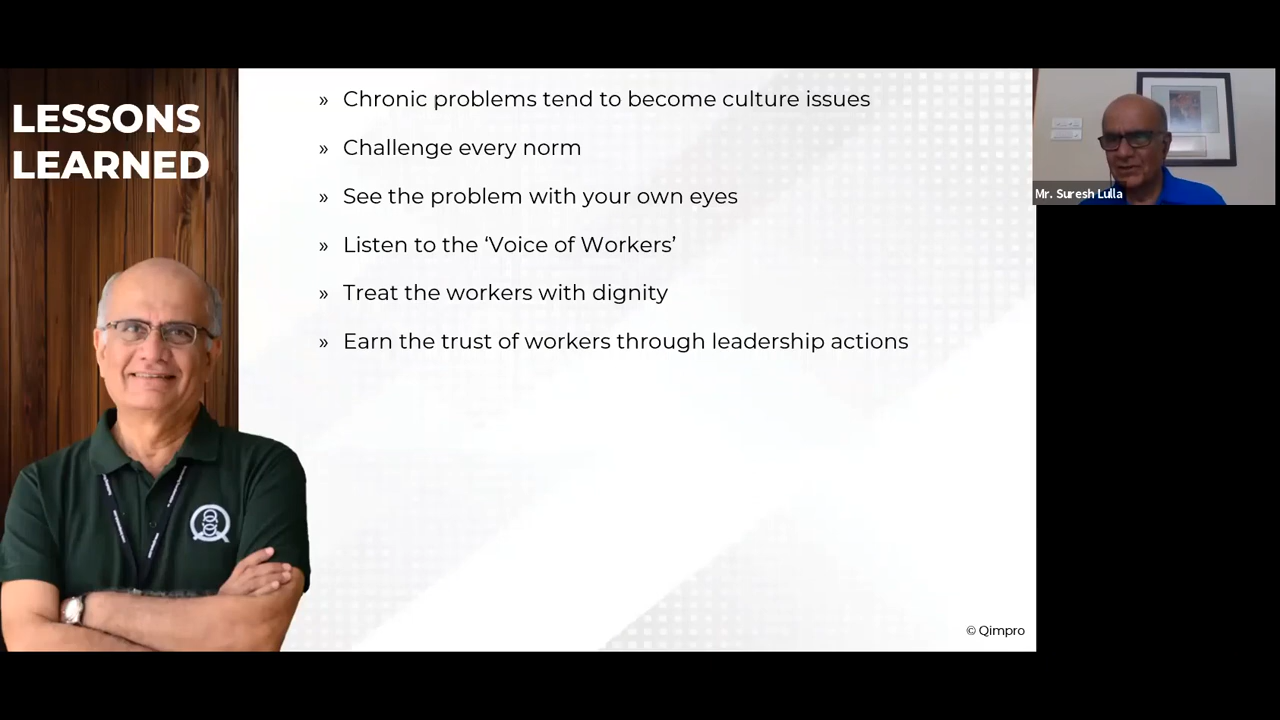 LESSONS
LEARNED
» Chronic problems tend to become culture issues
» Challenge every norm
» See the problem with your own eyes
» Listen to the ‘Voice of Workers’
» Treat the workers with dignity
» Earn the trust of workers through leadership actions
© Qimpro
Mr. Suresh Lulla